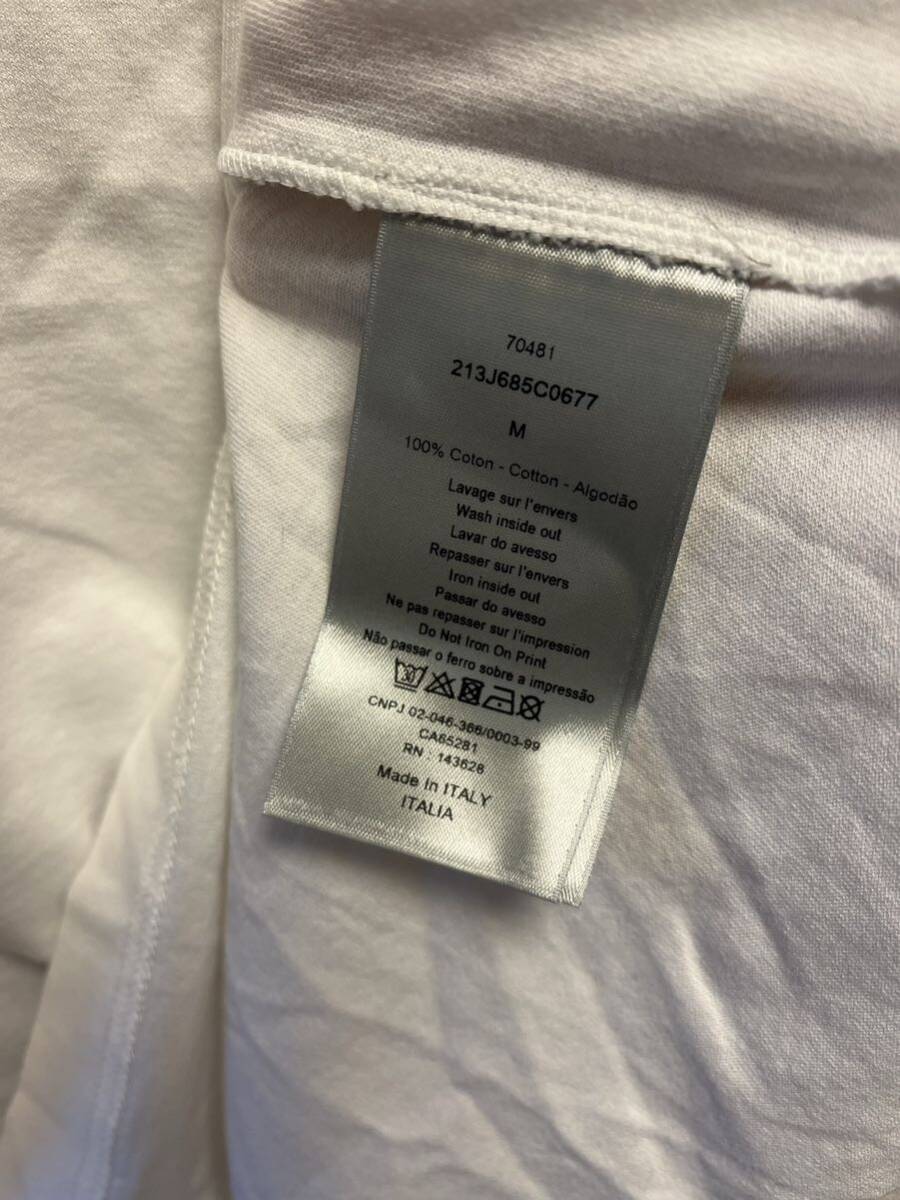 70481
213J685C0677
M
100% Coton - Cotton - Algodão
Lavage sur l'envers
Wash inside out
Lavar do avesso
Repasser sur l'envers
Iron inside out
Passar do avesso
Ne pas repasser sur l'impression
Do Not Iron On Print
Não passar o ferro sobre a impressão
30
CNPJ 02-046-366/0003-99
CA65281
RN : 143628
Made In ITALY
ITALIA